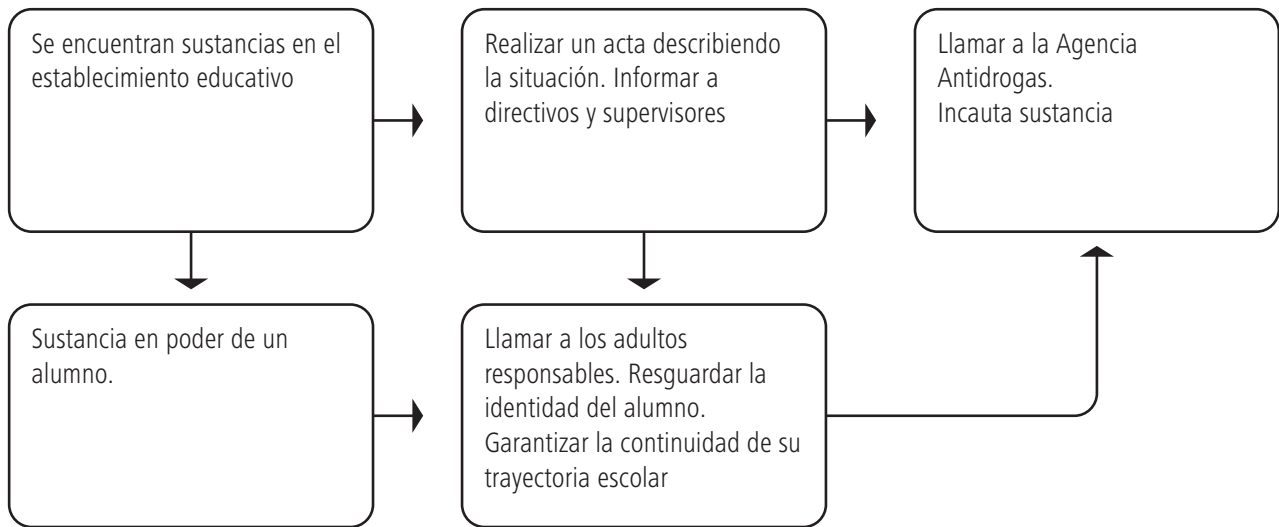 Se encuentran sustancias en el
establecimiento educativo
Realizar un acta describiendo
la situación. Informar a
directivos y supervisores
Llamar a la Agencia
Antidrogas.
Incauta sustancia
Sustancia en poder de un
alumno.
Llamar a los adultos
responsables. Resguardar la
identidad del alumno.
Garantizar la continuidad de su
trayectoria escolar